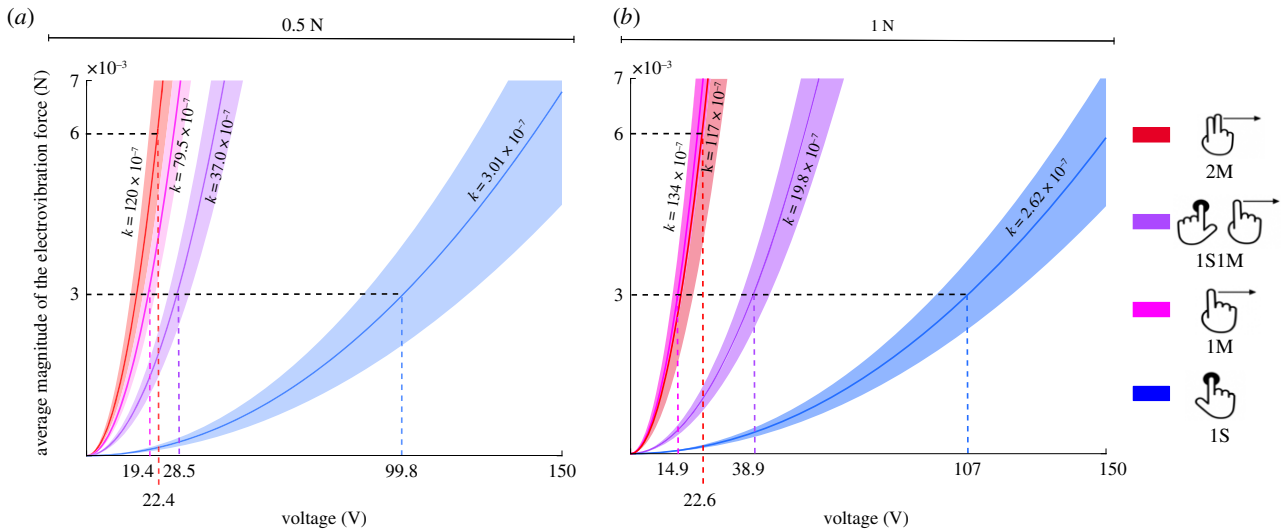 (a)
0.5 N
×10⁻³
7
6
3
average magnitude of the electrovibration force (N)
k = 120 × 10⁻⁷
k = 79.5 × 10⁻⁷
k = 37.0 × 10⁻⁷
k = 3.01 × 10⁻⁷
19.4 28.5 99.8 150
22.4
voltage (V)
(b)
1 N
×10⁻³
7
6
3
k = 134 × 10⁻⁷
k = 117 × 10⁻⁷
k = 19.8 × 10⁻⁷
k = 2.62 × 10⁻⁷
14.9 38.9 107 150
22.6
voltage (V)
2M
1S1M
1M
1S